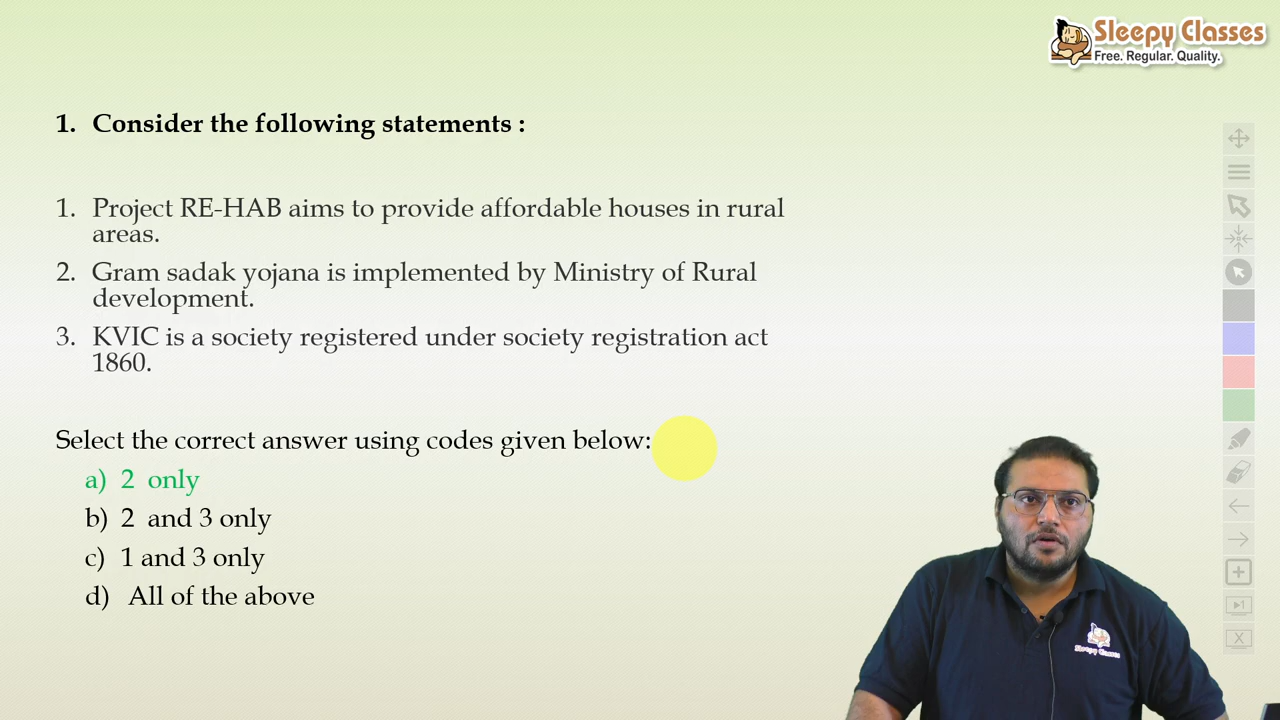 Sleepy Classes
Free. Regular. Quality.
1. Consider the following statements :
1. Project RE-HAB aims to provide affordable houses in rural
areas.
2. Gram sadak yojana is implemented by Ministry of Rural
development.
3. KVIC is a society registered under society registration act
1860.
Select the correct answer using codes given below:
a) 2 only
b) 2 and 3 only
c) 1 and 3 only
d) All of the above
Sleepy Classes